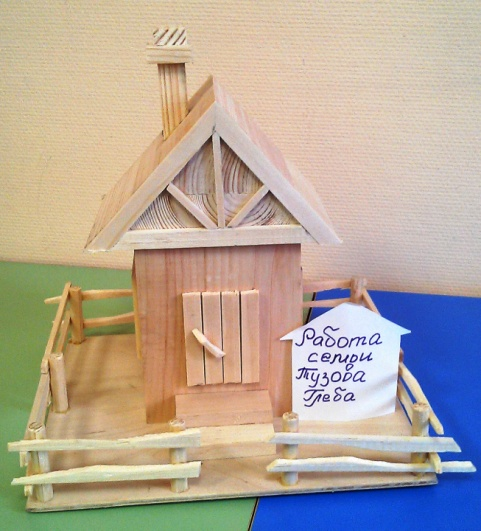 Работа
семьи
Тузова
Глеба